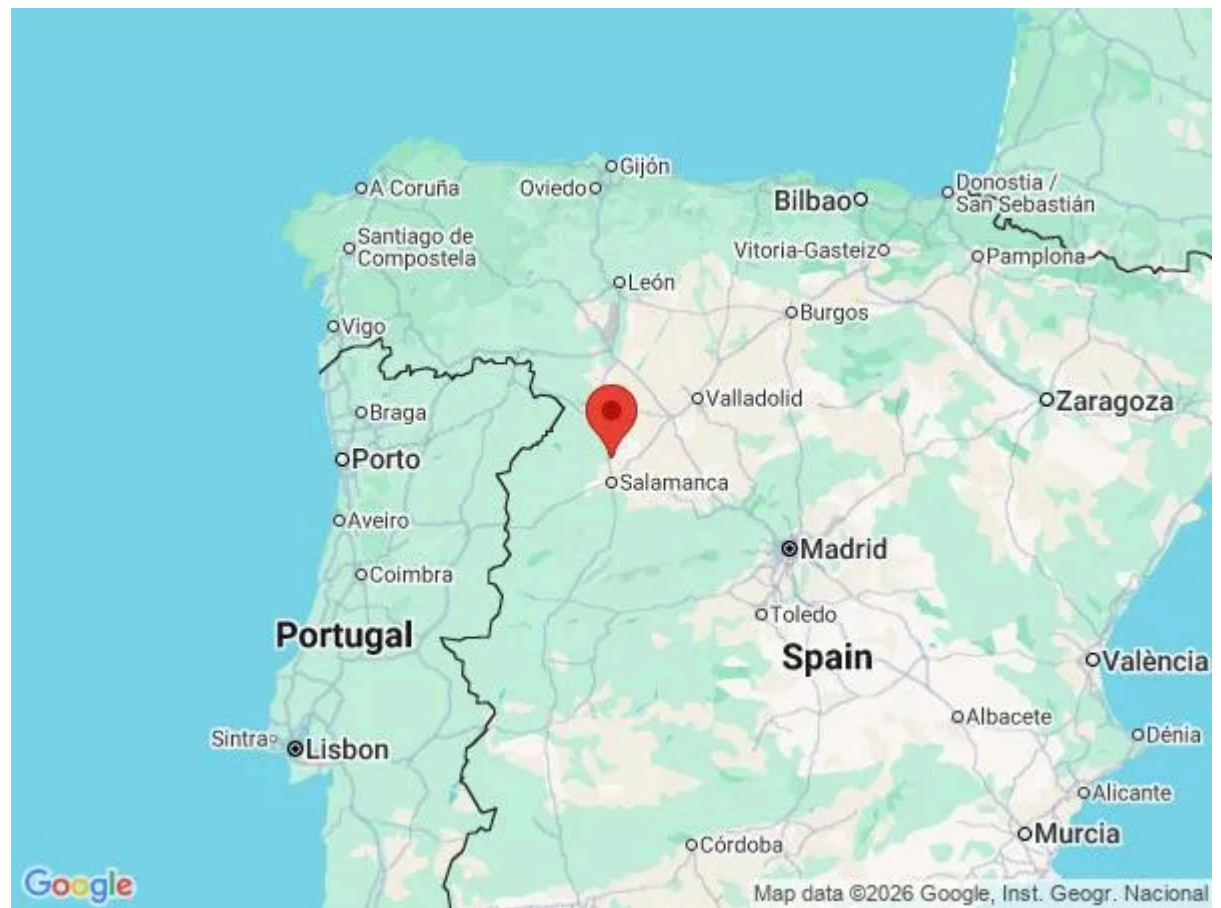 Gijón
A Coruña
Oviedo
Donostia /
San Sebastián
Bilbao
Santiago de
Compostela
Vitoria-Gasteiz
Pamplona
León
Burgos
Vigo
Valladolid
Zaragoza
Braga
Porto
Salamanca
Aveiro
Madrid
Coimbra
Toledo
Portugal
Spain
València
Albacete
Sintra
Lisbon
Dénia
Alicante
Murcia
Córdoba
Google
Map data ©2026 Google, Inst. Geogr. Nacional